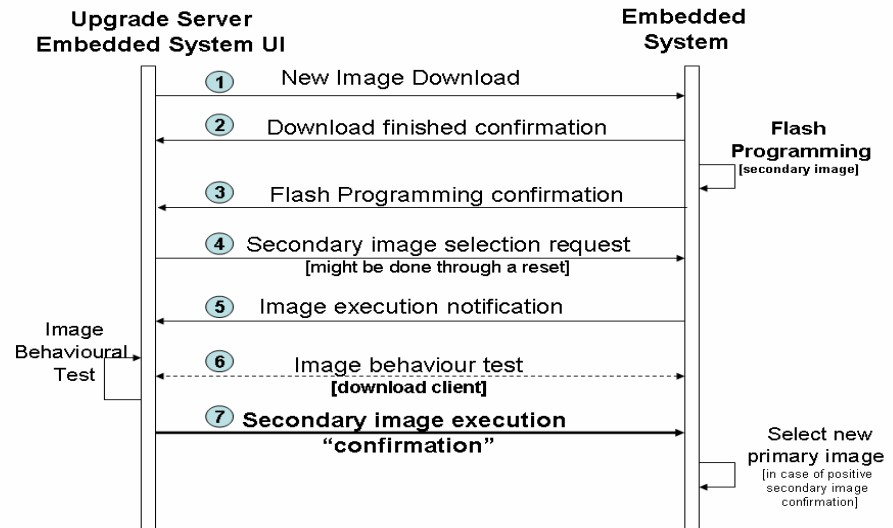 Upgrade Server
Embedded System UI
Embedded
System
1 New Image Download
2 Download finished confirmation
Flash
Programming
[secondary image]
3 Flash Programming confirmation
4 Secondary image selection request
[might be done through a reset]
5 Image execution notification
Image
Behavioural
Test
6 Image behaviour test
[download client]
7 Secondary image execution
“confirmation”
Select new
primary image
[in case of positive
secondary image
confirmation]